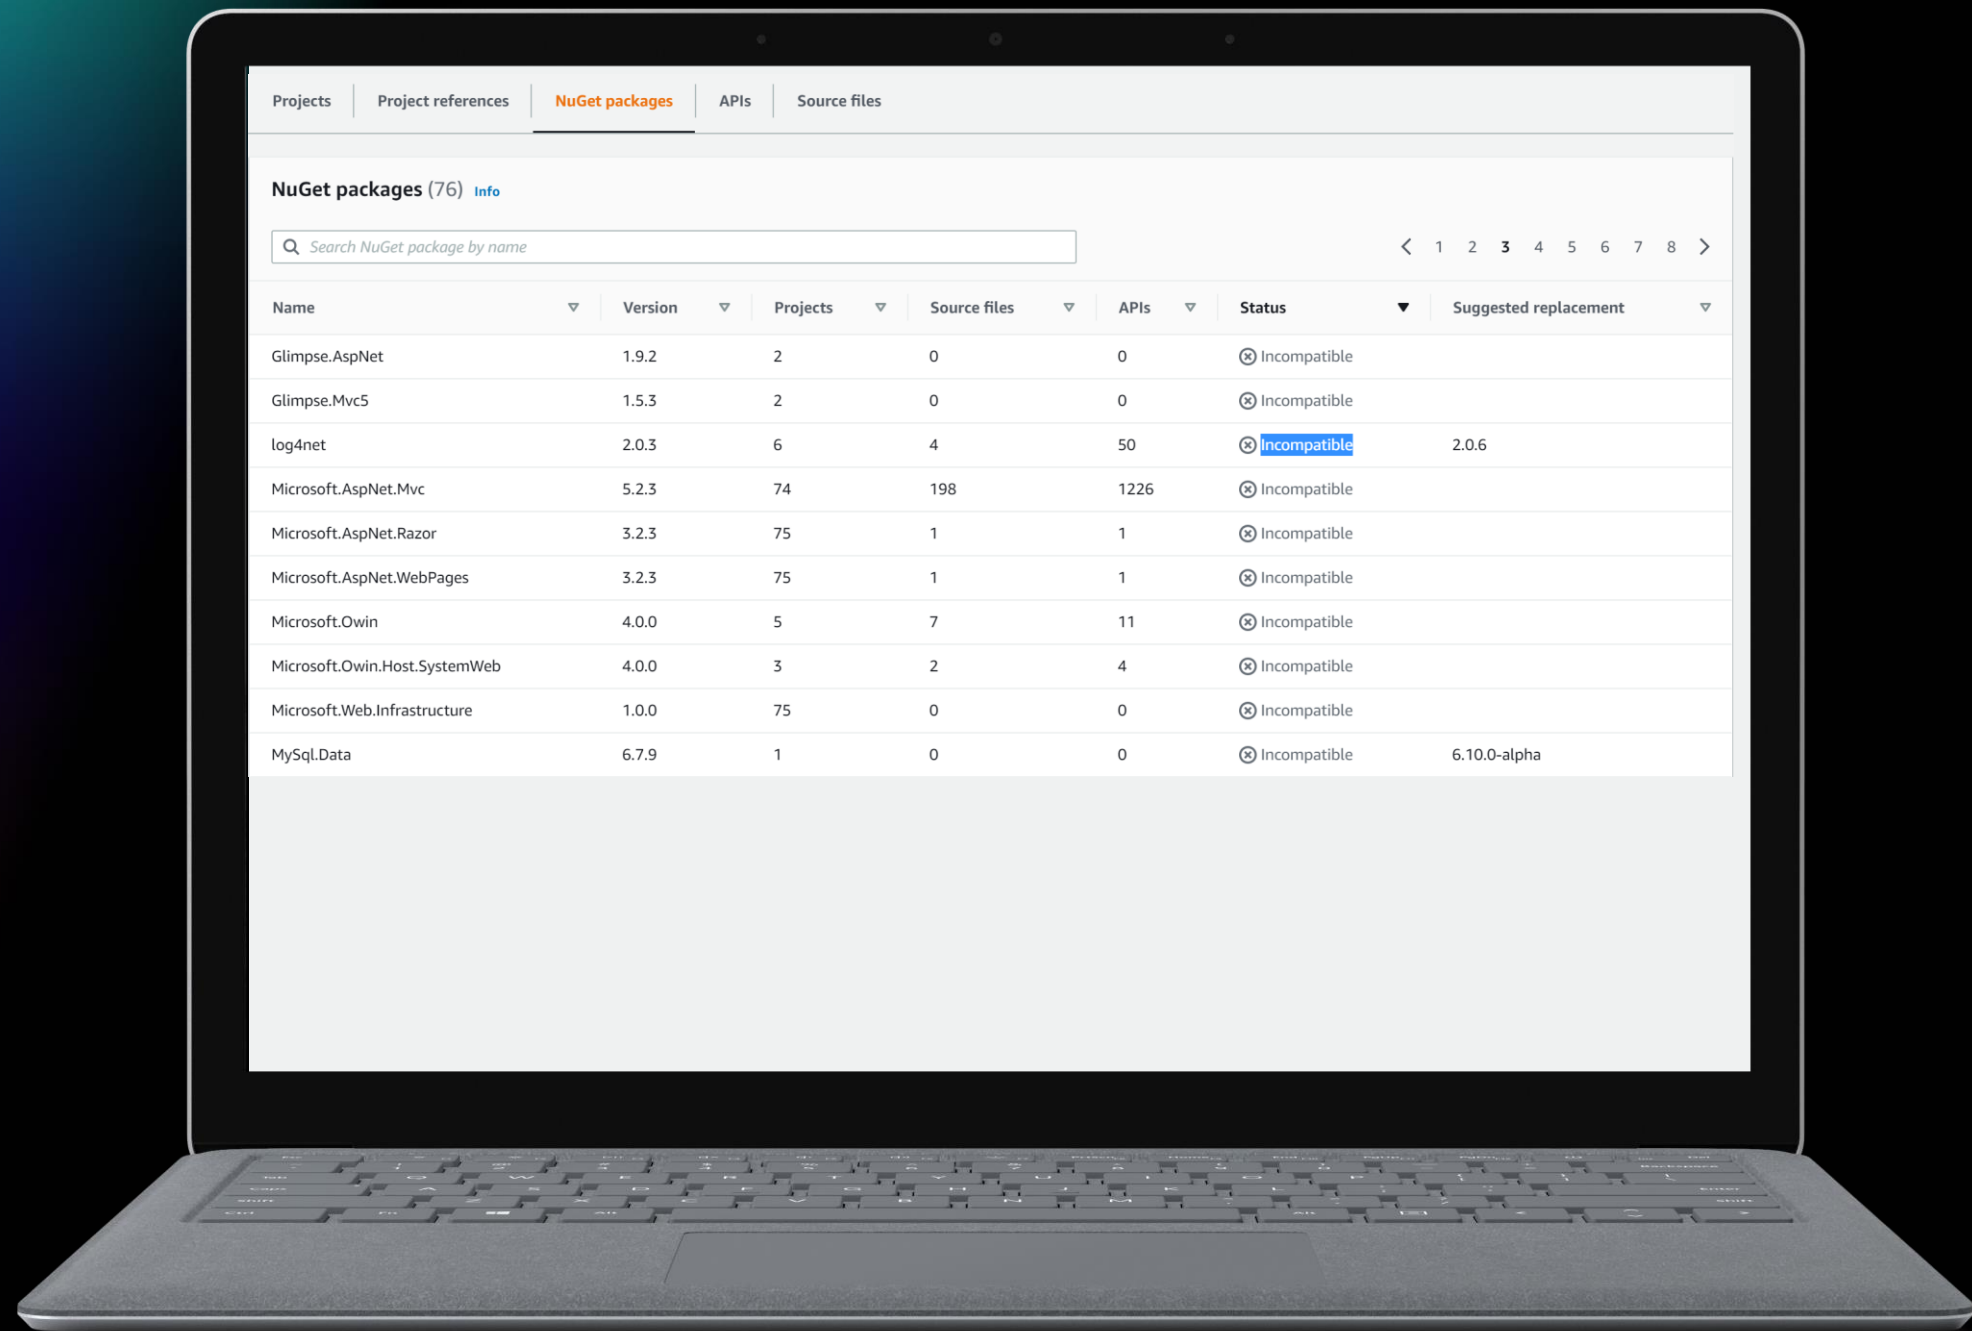 Projects Project references NuGet packages APIs Source files
NuGet packages (76) Info
Search NuGet package by name 1 2 3 4 5 6 7 8
Name Version Projects Source files APIs Status Suggested replacement
Glimpse.AspNet 1.9.2 2 0 0 Incompatible
Glimpse.Mvc5 1.5.3 2 0 0 Incompatible
log4net 2.0.3 6 4 50 Incompatible 2.0.6
Microsoft.AspNet.Mvc 5.2.3 74 198 1226 Incompatible
Microsoft.AspNet.Razor 3.2.3 75 1 1 Incompatible
Microsoft.AspNet.WebPages 3.2.3 75 1 1 Incompatible
Microsoft.Owin 4.0.0 5 7 11 Incompatible
Microsoft.Owin.Host.SystemWeb 4.0.0 3 2 4 Incompatible
Microsoft.Web.Infrastructure 1.0.0 75 0 0 Incompatible
MySql.Data 6.7.9 1 0 0 Incompatible 6.10.0-alpha